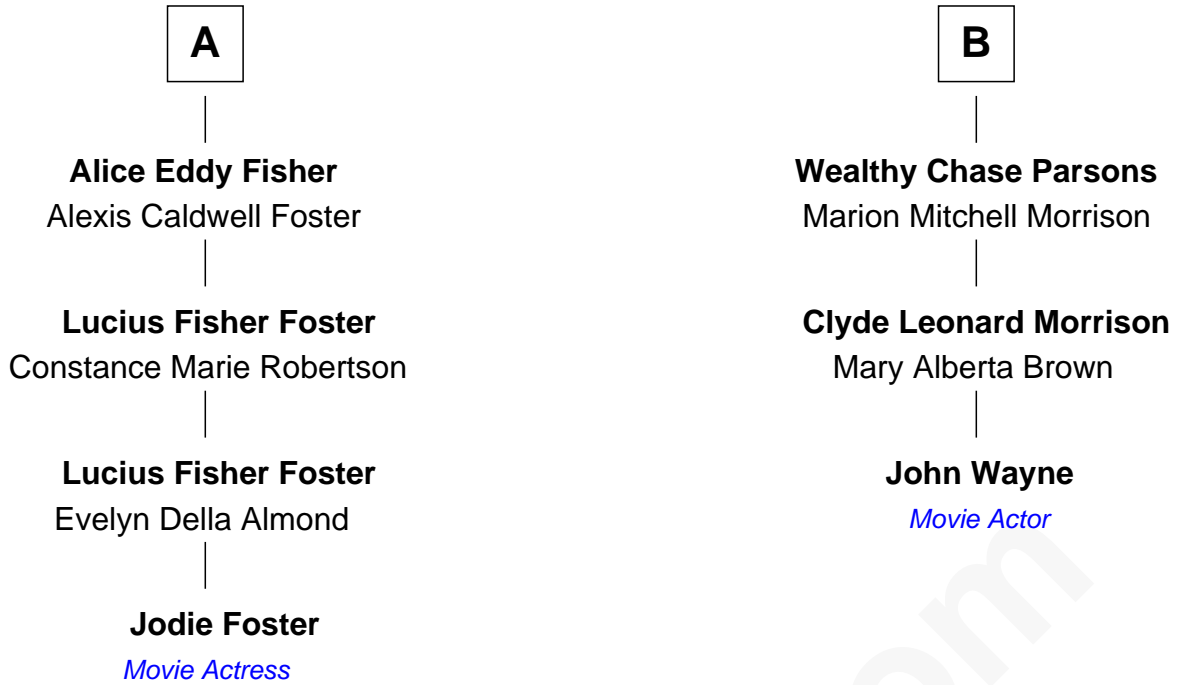 A
Alice Eddy Fisher
Alexis Caldwell Foster
Lucius Fisher Foster
Constance Marie Robertson
Lucius Fisher Foster
Evelyn Della Almond
Jodie Foster
Movie Actress
B
Wealthy Chase Parsons
Marion Mitchell Morrison
Clyde Leonard Morrison
Mary Alberta Brown
John Wayne
Movie Actor
om